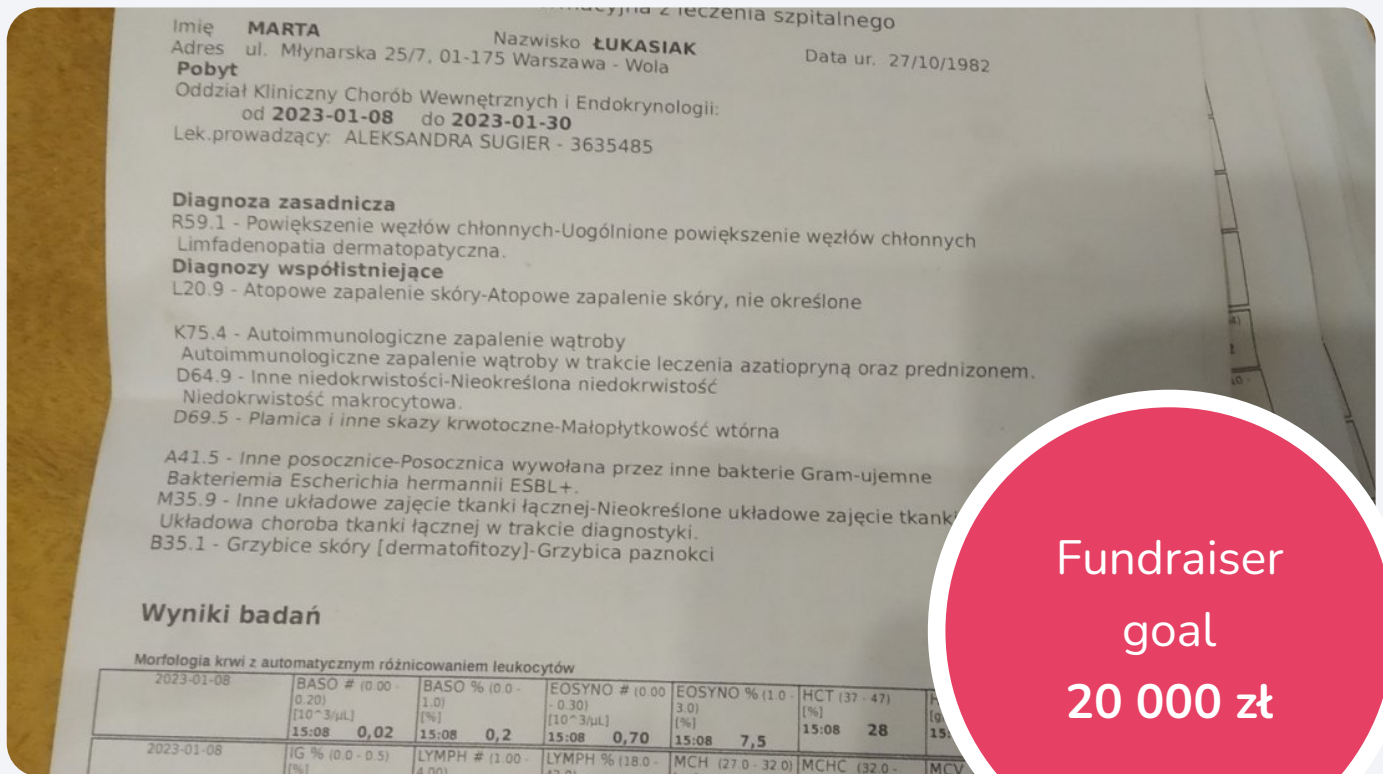 z leczenia szpitalnego
Imię MARTA Nazwisko ŁUKASIAK Data ur. 27/10/1982
Adres ul. Młynarska 25/7, 01-175 Warszawa - Wola
Pobyt
Oddział Kliniczny Chorób Wewnętrznych i Endokrynologii:
od 2023-01-08 do 2023-01-30
Lek.prowadzący: ALEKSANDRA SUGIER - 3635485
Diagnoza zasadnicza
R59.1 - Powiększenie węzłów chłonnych-Uogólnione powiększenie węzłów chłonnych
Limfadenopatia dermatopatyczna.
Diagnozy współistniejące
L20.9 - Atopowe zapalenie skóry-Atopowe zapalenie skóry, nie określone
K75.4 - Autoimmunologiczne zapalenie wątroby
Autoimmunologiczne zapalenie wątroby w trakcie leczenia azatiopryną oraz prednizonem.
D64.9 - Inne niedokrwistości-Nieokreślona niedokrwistość
Niedokrwistość makrocytowa.
D69.5 - Plamica i inne skazy krwotoczne-Małopłytkowość wtórna
A41.5 - Inne posocznice-Posocznica wywołana przez inne bakterie Gram-ujemne
Bakteriemia Escherichia hermannii ESBL+.
M35.9 - Inne układowe zajęcie tkanki łącznej-Nieokreślone układowe zajęcie tkanki
Układowa choroba tkanki łącznej w trakcie diagnostyki.
B35.1 - Grzybice skóry [dermatofitozy]-Grzybica paznokci
Wyniki badań
Morfologia krwi z automatycznym różnicowaniem leukocytów
2023-01-08 BASO # (0.00 - BASO % (0.0 - EOSYNO # (0.00 EOSYNO % (1.0 - HCT (37 - 47)
0.20) 1.0) - 0.30) 3.0) [%]
[10^3/µL] [%] [10^3/µL] [%]
15:08 0,02 15:08 0,2 15:08 0,70 15:08 7,5 15:08 28
2023-01-08 IG % (0.0 - 0.5) LYMPH # (1.00 - LYMPH % (18.0 - MCH (27.0 - 32.0) MCHC (32.0 - MCV
[%] 4.00)
Fundraiser
goal
20 000 zł